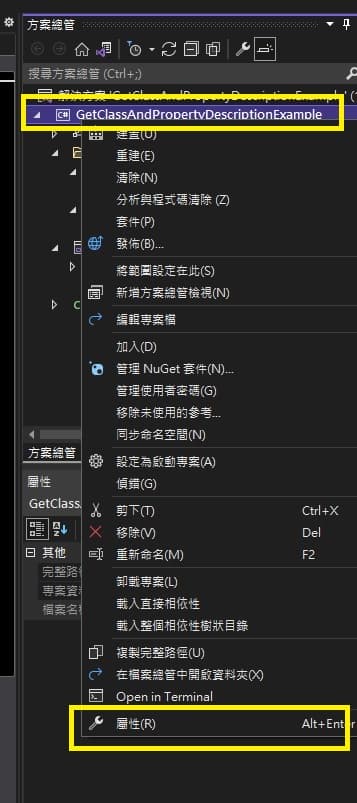 方案總管
搜尋方案總管 (Ctrl+;)
解決方案 'GetClassAndPropertyDescriptionExample' (
GetClassAndPropertyDescriptionExample
建置(U)
重建(E)
清除(N)
分析與程式碼清除 (Z)
套件(P)
發佈(B)...
將範圍設定在此(S)
新增方案總管檢視(N)
編輯專案檔
加入(D)
管理 NuGet 套件(N)...
管理使用者密碼(G)
移除未使用的參考...
同步命名空間(N)
設定為啟動專案(A)
偵錯(G)
剪下(T) Ctrl+X
移除(V) Del
重新命名(M) F2
卸載專案(L)
載入直接相依性
載入整個相依性樹狀目錄
複製完整路徑(U)
在檔案總管中開啟資料夾(X)
Open in Terminal
屬性(R) Alt+Enter
方案總管
屬性
GetClass
其他
完整路徑
專案資
檔案名